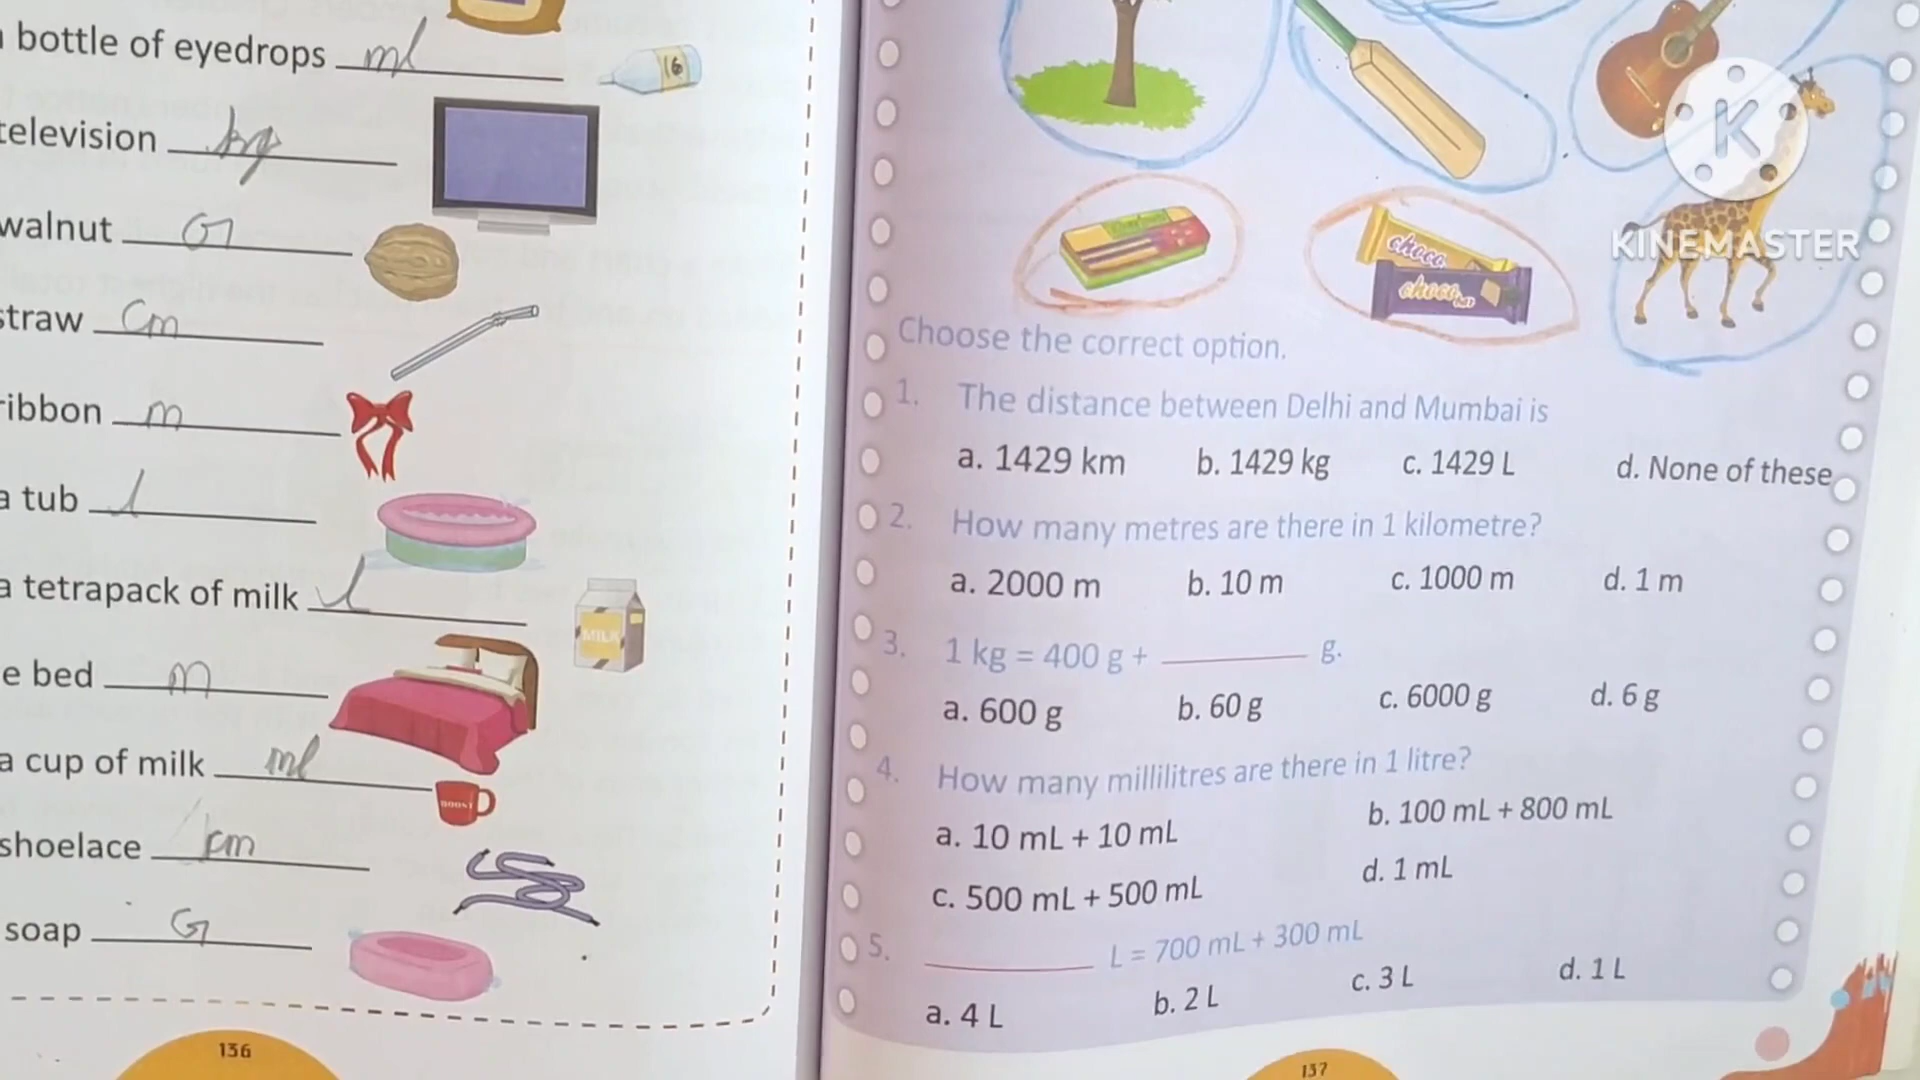 bottle of eyedrops ml
16
television kg
walnut G
straw cm
ribbon m
a tub l
a tetrapack of milk l
MILK
e bed m
a cup of milk ml
BOOST
shoelace cm
soap G
136
K
KINEMASTER
choco
choco
Choose the correct option.
1. The distance between Delhi and Mumbai is
a. 1429 km b. 1429 kg c. 1429 L d. None of these
2. How many metres are there in 1 kilometre?
a. 2000 m b. 10 m c. 1000 m d. 1 m
3. 1 kg = 400 g + ______ g.
a. 600 g b. 60 g c. 6000 g d. 6 g
4. How many millilitres are there in 1 litre?
a. 10 mL + 10 mL b. 100 mL + 800 mL
c. 500 mL + 500 mL d. 1 mL
5. ______ L = 700 mL + 300 mL
a. 4 L b. 2 L c. 3 L d. 1 L
137